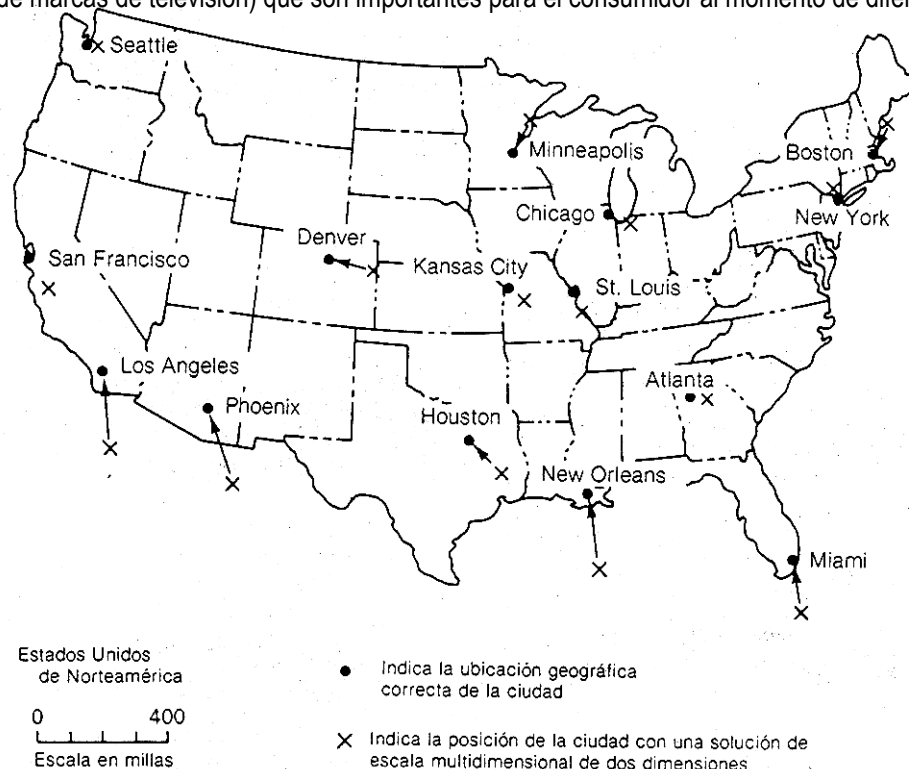 de marcas de televisión) que son importantes para el consumidor al momento de
Seattle
Minneapolis
Boston
Chicago
New York
Denver
San Francisco
Kansas City
St. Louis
Los Angeles
Phoenix
Atlanta
Houston
New Orleans
Miami
Estados Unidos
de Norteamérica
0 400
Escala en millas
● Indica la ubicación geográfica
correcta de la ciudad
× Indica la posición de la ciudad con una solución de
escala multidimensional de dos dimensiones